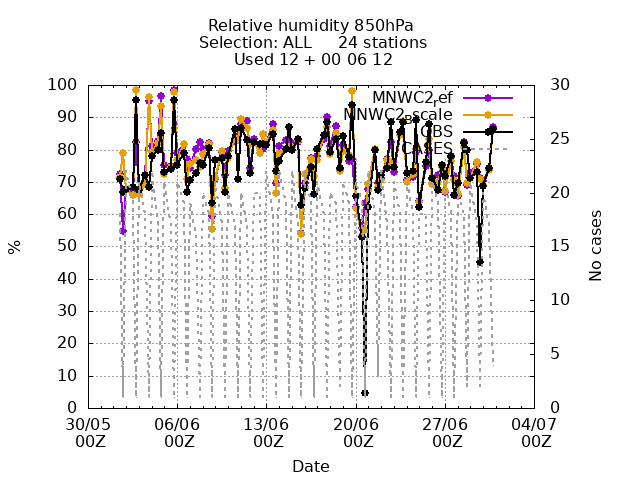 Relative humidity 850hPa
Selection: ALL 24 stations
Used 12 + 00 06 12
100 30
MNWC2ref
90
MNWC2Bscale
25
OBS
80
CASES
70
20
60
% 50 15 No cases
40
10
30
20
5
10
0 0
30/05 06/06 13/06 20/06 27/06 04/07
00Z 00Z 00Z 00Z 00Z 00Z
Date